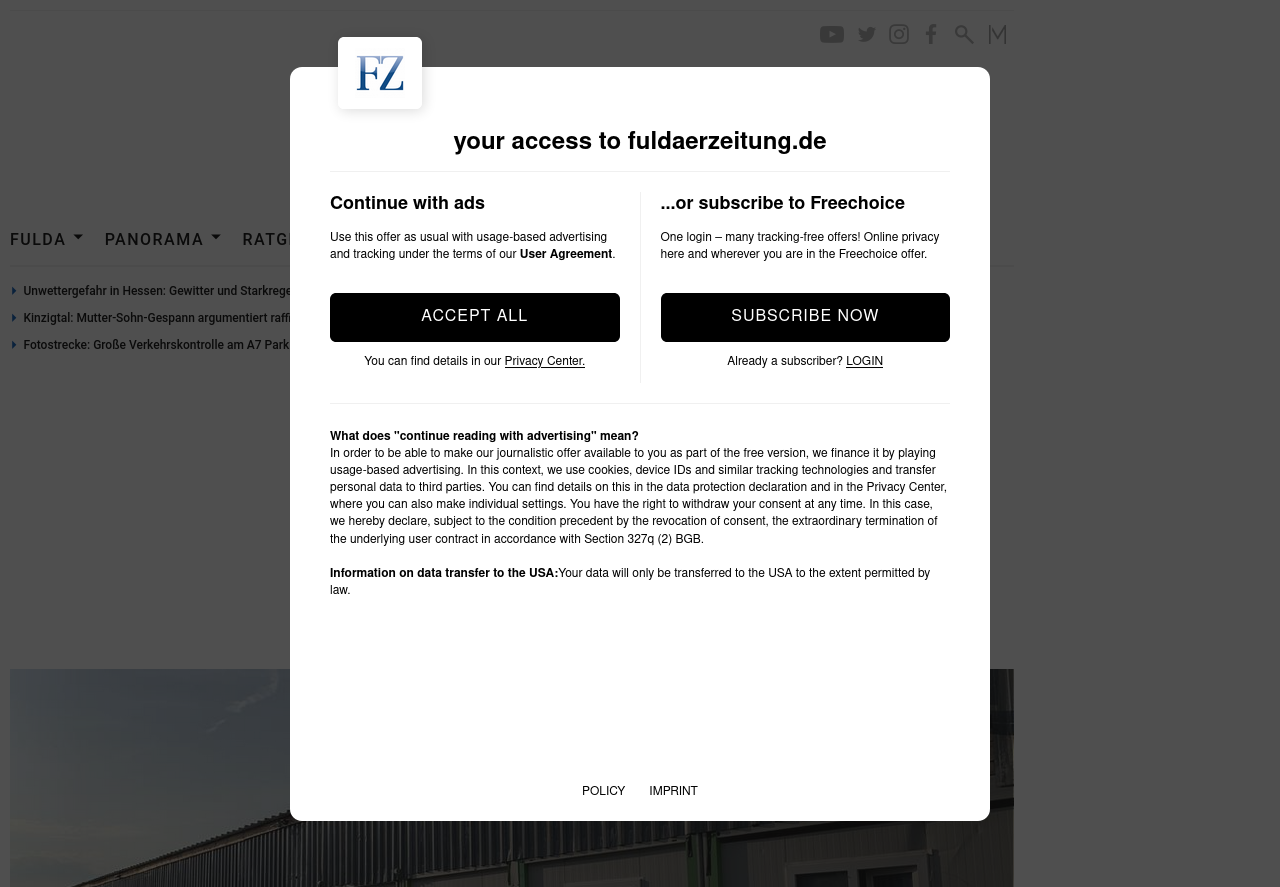 FZ
your access to fuldaerzeitung.de
FULDA
PANORAMA
Unwettergefahr in Hessen: Gewitter und
Kinzigtal: Mutter-Sohn-Gespann argumentiert
Fotostrecke: Große Verkehrskontrolle am A7
Continue with ads
Use this offer as usual with usage-based advertising
and tracking under the terms of our User Agreement.
ACCEPT ALL
You can find details in our Privacy Center.
...or subscribe to Freechoice
One login – many tracking-free offers! Online privacy
here and wherever you are in the Freechoice offer.
SUBSCRIBE NOW
Already a subscriber? LOGIN
What does "continue reading with advertising" mean?
In order to be able to make our journalistic offer available to you as part of the free version, we finance it by playing
usage-based advertising. In this context, we use cookies, device IDs and similar tracking technologies and transfer
personal data to third parties. You can find details on this in the data protection declaration and in the Privacy Center,
where you can also make individual settings. You have the right to withdraw your consent at any time. In this case,
we hereby declare, subject to the condition precedent by the revocation of consent, the extraordinary termination of
the underlying user contract in accordance with Section 327q (2) BGB.
Information on data transfer to the USA:Your data will only be transferred to the USA to the extent permitted by
law.
POLICY IMPRINT